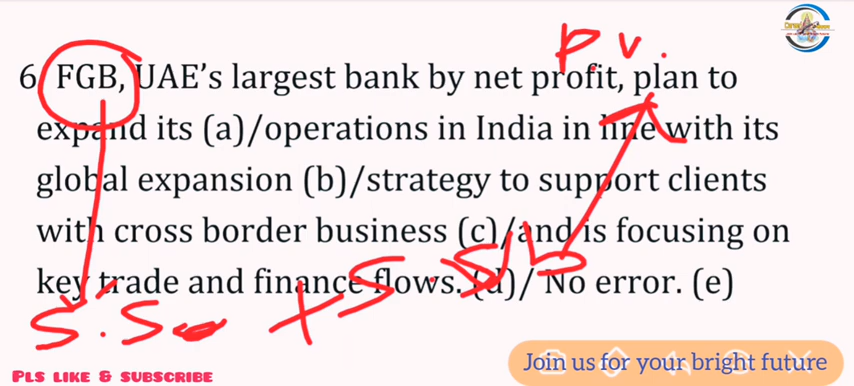 P V.
6 FGB, UAE's largest bank by net profit, plan to
expand its (a)/operations in India in line with its
global expansion (b)/strategy to support clients
with cross border business (c)/and is focusing on
key trade and finance flows. (d)/ No error. (e)
S.S + S.
Join us for your bright future
PLS LIKE & SUBSCRIBE